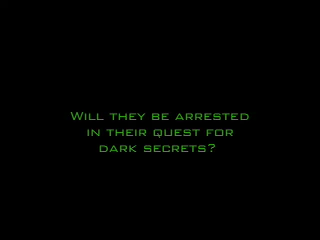 Will they be arrested
in their quest for
dark secrets?